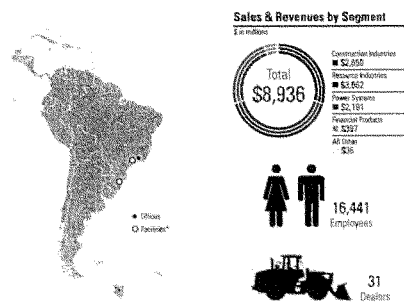 Sales & Revenues by Segment
$ in millions
Total
$8,936
Construction Industries
$2,650
Resource Industries
$3,662
Power Systems
$2,191
Financial Products
$397
All Other
$36
Offices
Facilities*
16,441
Employees
31
Dealers